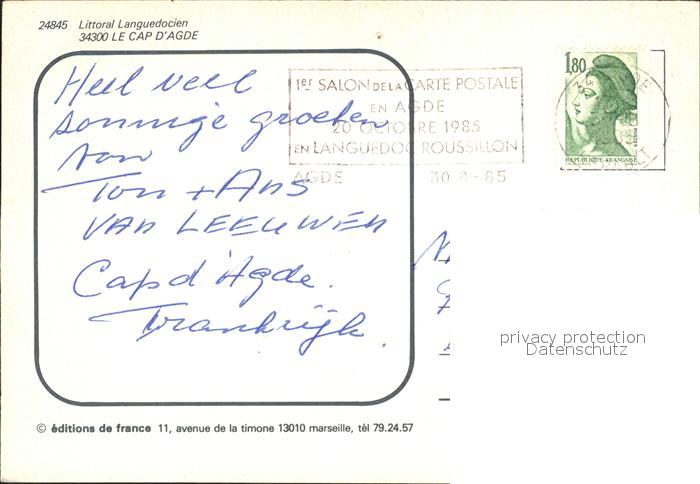 24845 Littoral Languedocien
34300 LE CAP D'AGDE
Heel veel
zonnige groeten
van
Ton + Ans
VAN LEEUWEN
Cap d'Agde.
Frankrijk.
1er SALON DE LA CARTE POSTALE
EN AGDE
20 OCTOBRE 1985
EN LANGUEDOC ROUSSILLON
AGDE 30-8-85
1,80
POSTES
REPUBLIQUE FRANÇAISE
privacy protection
Datenschutz
© éditions de france 11, avenue de la timone 13010 marseille, tél 79.24.57